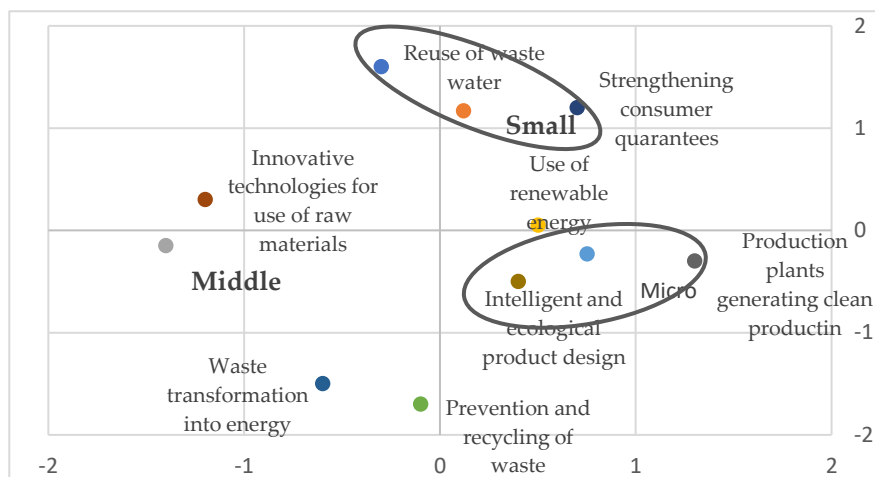 2
Reuse of waste
water
Strengthening
consumer
quarantees
Small
1
Innovative
technologies for
use of raw
materials
Use of
renewable
energy
0
Middle
Production
plants
generating clean
productin
Micro
Intelligent and
ecological
product design
-1
Waste
transformation
into energy
Prevention and
recycling of
waste
-2
-2 -1 0 1 2